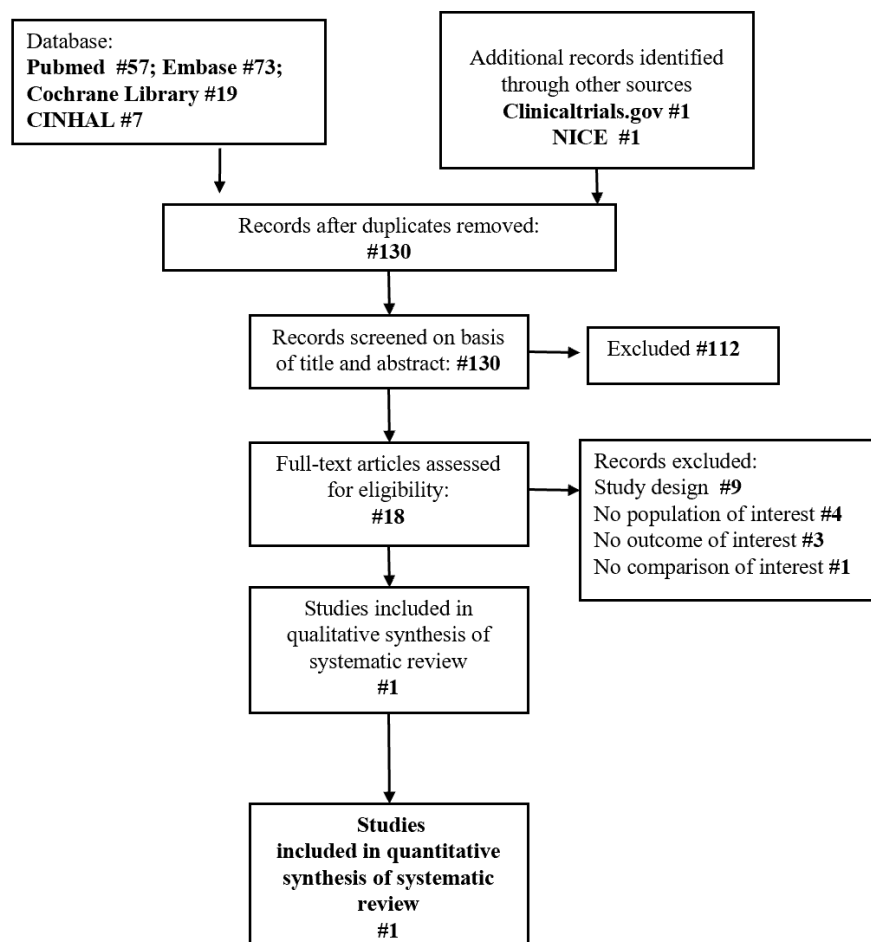 Database:
Pubmed #57; Embase #73;
Cochrane Library #19
CINHAL #7
Additional records identified
through other sources
Clinicaltrials.gov #1
NICE #1
Records after duplicates removed:
#130
Records screened on basis
of title and abstract: #130
Excluded #112
Full-text articles assessed
for eligibility:
#18
Records excluded:
Study design #9
No population of interest #4
No outcome of interest #3
No comparison of interest #1
Studies included in
qualitative synthesis of
systematic review
#1
Studies
included in quantitative
synthesis of systematic
review
#1